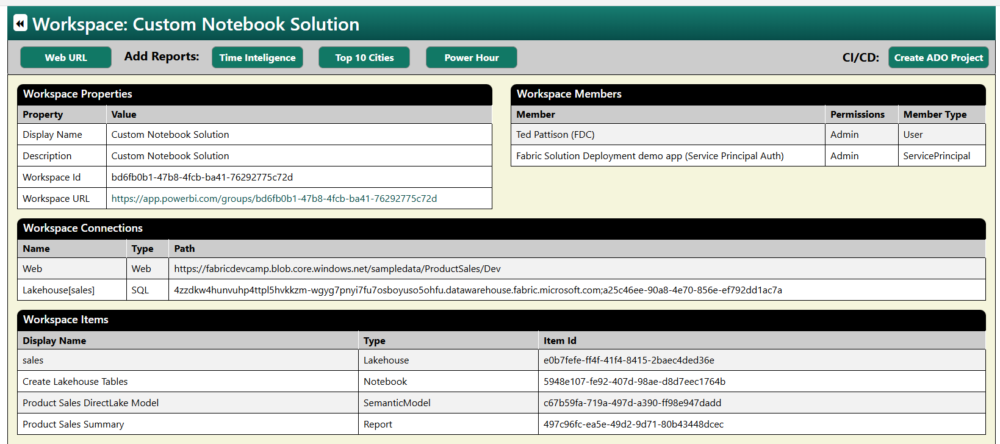 Workspace: Custom Notebook Solution
Web URL Add Reports: Time Inteligence Top 10 Cities Power Hour CI/CD: Create ADO Project
Workspace Properties
Property Value
Display Name Custom Notebook Solution
Description Custom Notebook Solution
Workspace Id bd6fb0b1-47b8-4fcb-ba41-76292775c72d
Workspace URL https://app.powerbi.com/groups/bd6fb0b1-47b8-4fcb-ba41-76292775c72d
Workspace Members
Member Permissions Member Type
Ted Pattison (FDC) Admin User
Fabric Solution Deployment demo app (Service Principal Auth) Admin ServicePrincipal
Workspace Connections
Name Type Path
Web Web https://fabricdevcamp.blob.core.windows.net/sampledata/ProductSales/Dev
Lakehouse[sales] SQL 4zzdkw4hunvuhp4ttpl5hvkkzm-wgyg7pnyi7fu7osboyuso5ohfu.datawarehouse.fabric.microsoft.com;a25c46ee-90a8-4e70-856e-ef792dd1ac7a
Workspace Items
Display Name Type Item Id
sales Lakehouse e0b7fefe-ff4f-41f4-8415-2baec4ded36e
Create Lakehouse Tables Notebook 5948e107-fe92-407d-98ae-d8d7eec1764b
Product Sales DirectLake Model SemanticModel c67b59fa-719a-497d-a390-ff98e947dadd
Product Sales Summary Report 497c96fc-ea5e-49d2-9d71-80b43448dcec